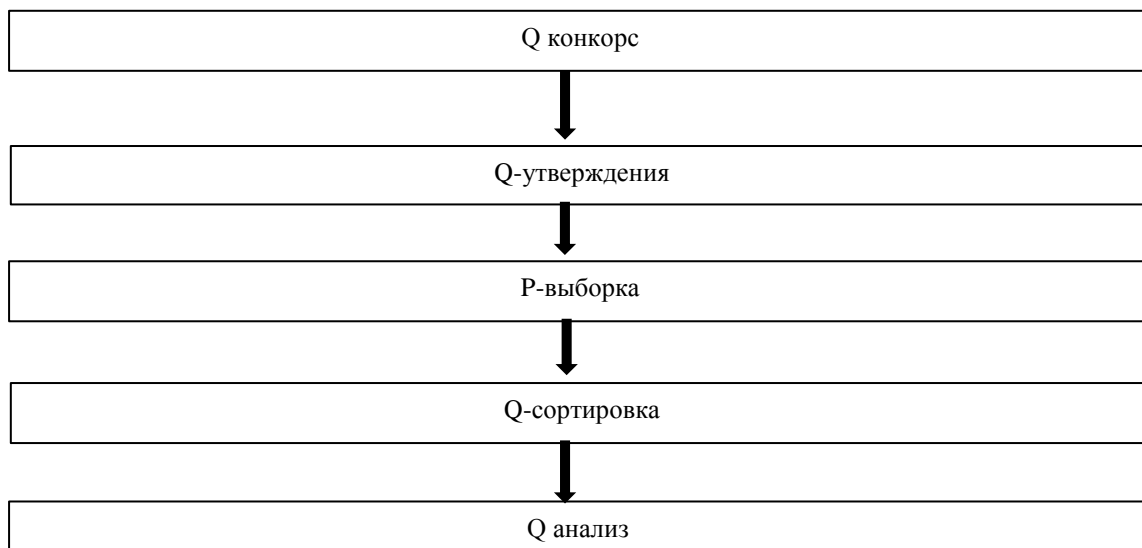 Q конкорс
Q-утверждения
P-выборка
Q-сортировка
Q анализ